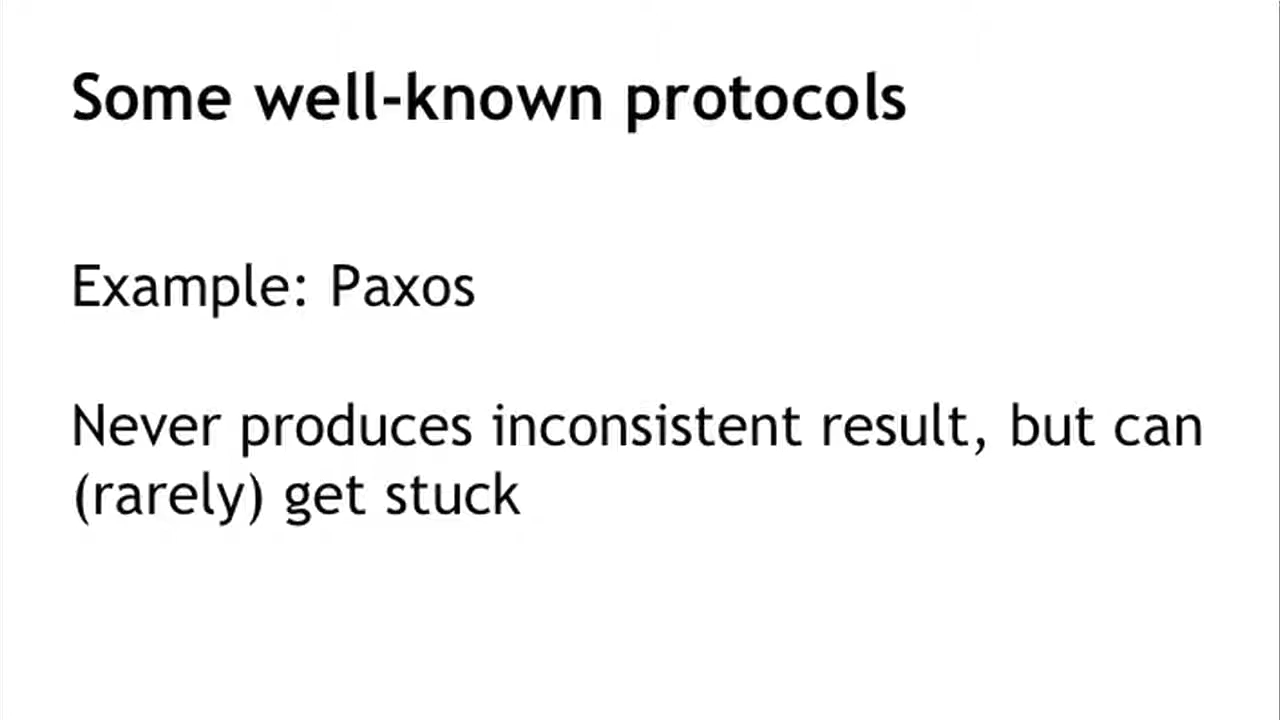 Some well-known protocols
Example: Paxos
Never produces inconsistent result, but can
(rarely) get stuck